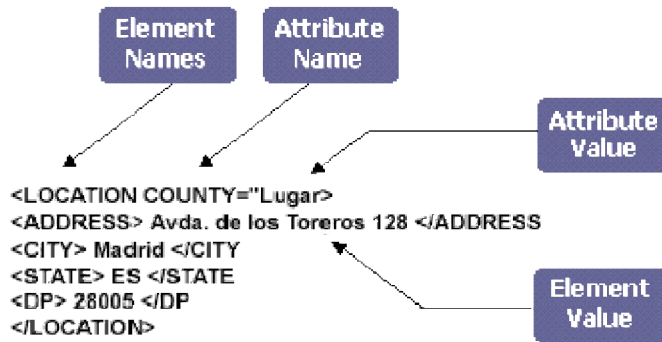 Element
Names
Attribute
Name
Attribute
Value
<LOCATION COUNTY="Lugar>
<ADDRESS> Avda. de los Toreros 128 </ADDRESS
<CITY> Madrid </CITY
<STATE> ES </STATE
<DP> 28005 </DP
</LOCATION>
Element
Value